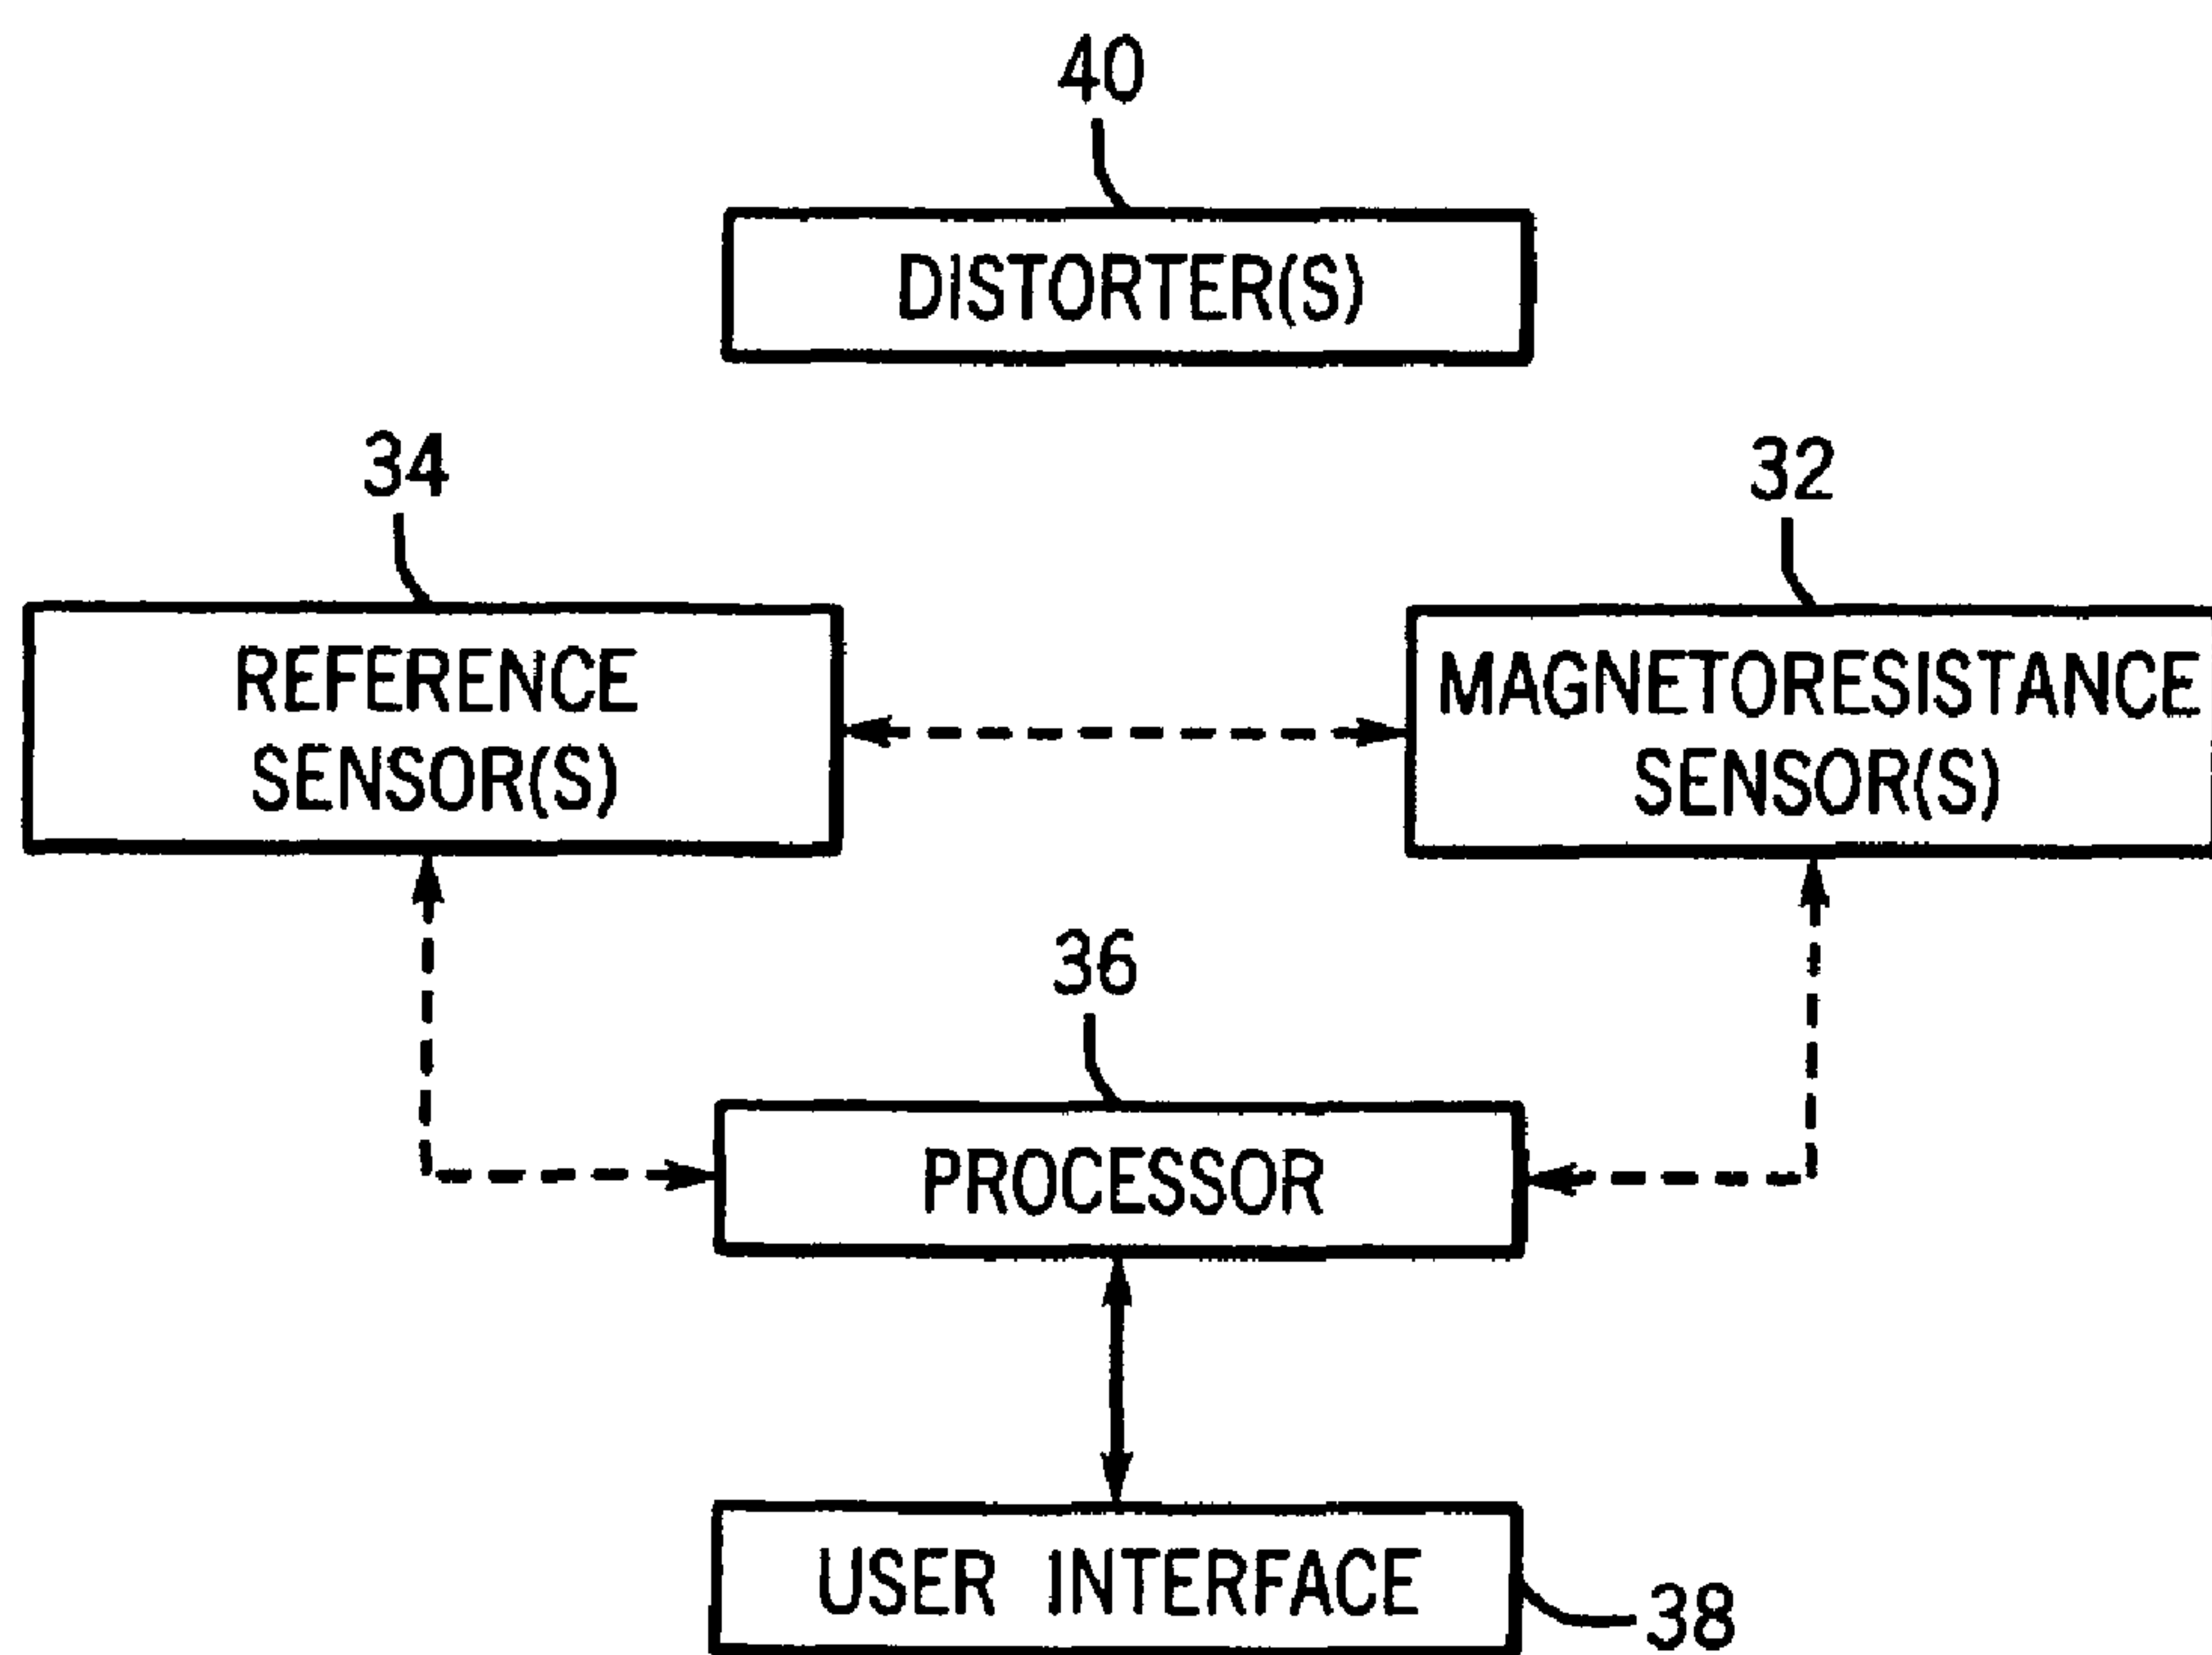 40
DISTORTER(S)
34
32
REFERENCE
SENSOR(S)
MAGNETORESISTANCE
SENSOR(S)
36
PROCESSOR
USER INTERFACE
38